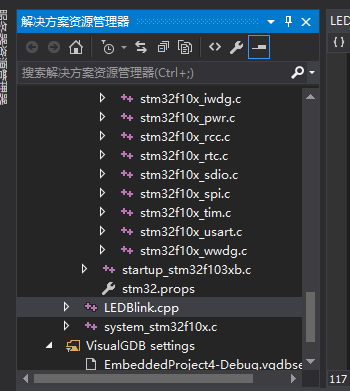 解决方案资源管理器
LED
搜索解决方案资源管理器(Ctrl+;)
stm32f10x_iwdg.c
stm32f10x_pwr.c
stm32f10x_rcc.c
stm32f10x_rtc.c
stm32f10x_sdio.c
stm32f10x_spi.c
stm32f10x_tim.c
stm32f10x_usart.c
stm32f10x_wwdg.c
startup_stm32f103xb.c
stm32.props
LEDBlink.cpp
system_stm32f10x.c
VisualGDB settings
EmbeddedProject4-Debug.vgdbse
117